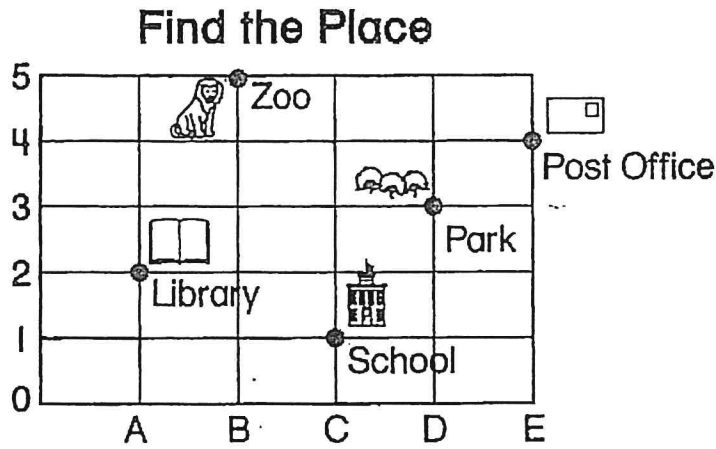 Find the Place
5
Zoo
4
Post Office
3
Park
2
Library
1
School
0
A B C D E